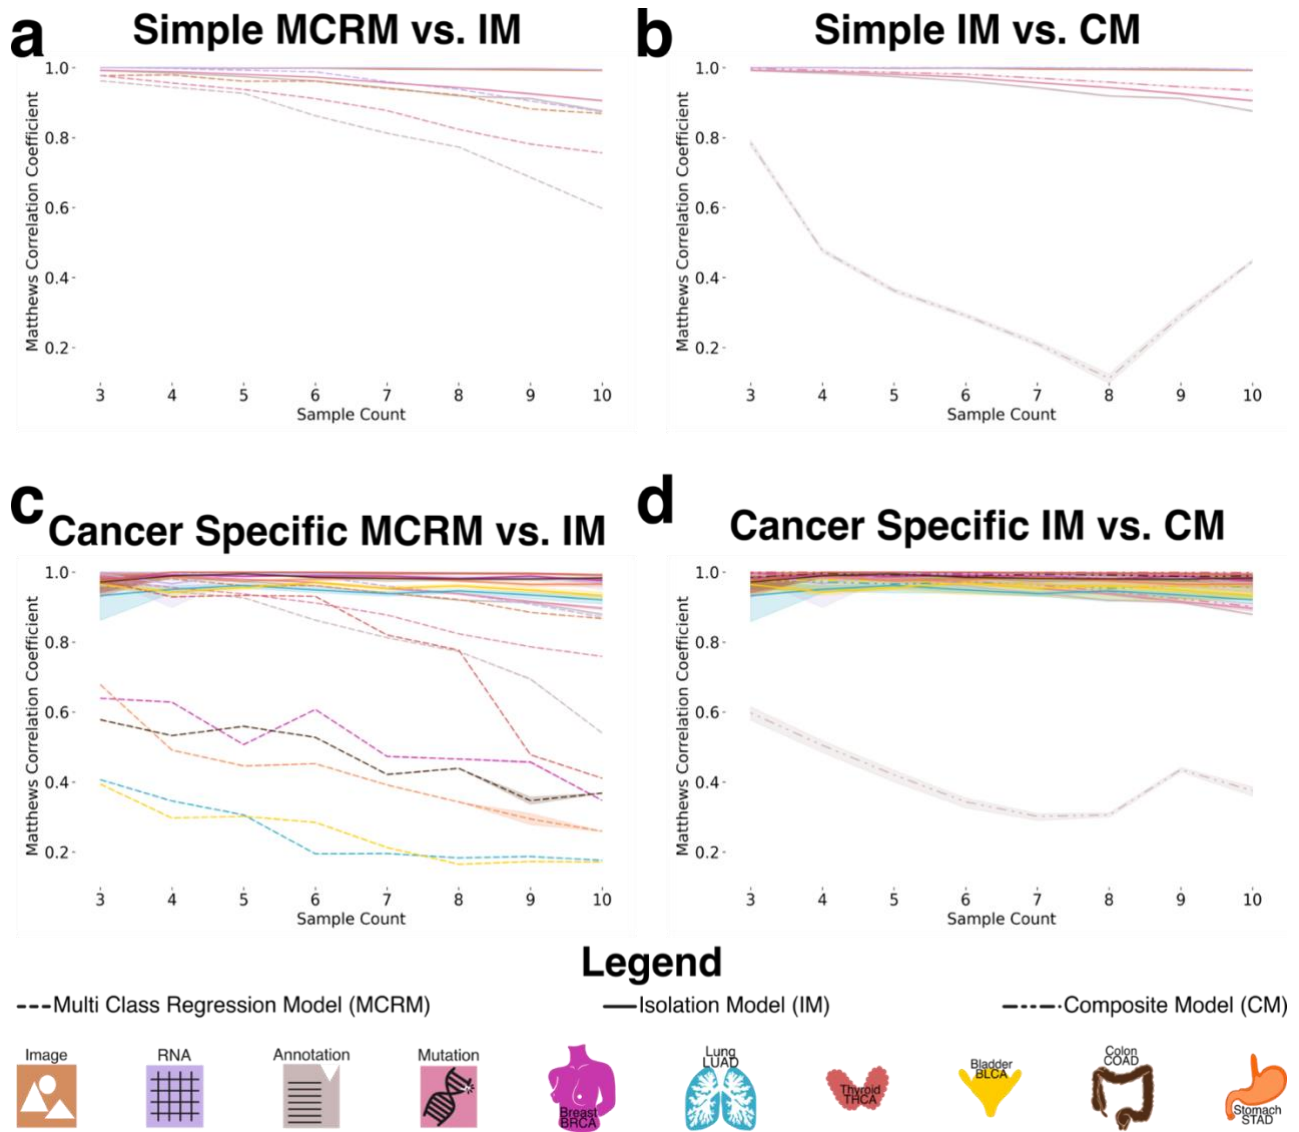 a
Simple MCRM vs. IM
Matthews Correlation Coefficient
1.0
0.8
0.6
0.4
0.2
3 4 5 6 7 8 9 10
Sample Count
b
Simple IM vs. CM
Matthews Correlation Coefficient
1.0
0.8
0.6
0.4
0.2
3 4 5 6 7 8 9 10
Sample Count
c
Cancer Specific MCRM vs. IM
Matthews Correlation Coefficient
1.0
0.8
0.6
0.4
0.2
3 4 5 6 7 8 9 10
Sample Count
d
Cancer Specific IM vs. CM
Matthews Correlation Coefficient
1.0
0.8
0.6
0.4
0.2
3 4 5 6 7 8 9 10
Sample Count
Legend
Multi Class Regression Model (MCRM)
Isolation Model (IM)
Composite Model (CM)
Image
RNA
Annotation
Mutation
Breast
BRCA
Lung
LUAD
Thyroid
THCA
Bladder
BLCA
Colon
COAD
Stomach
STAD